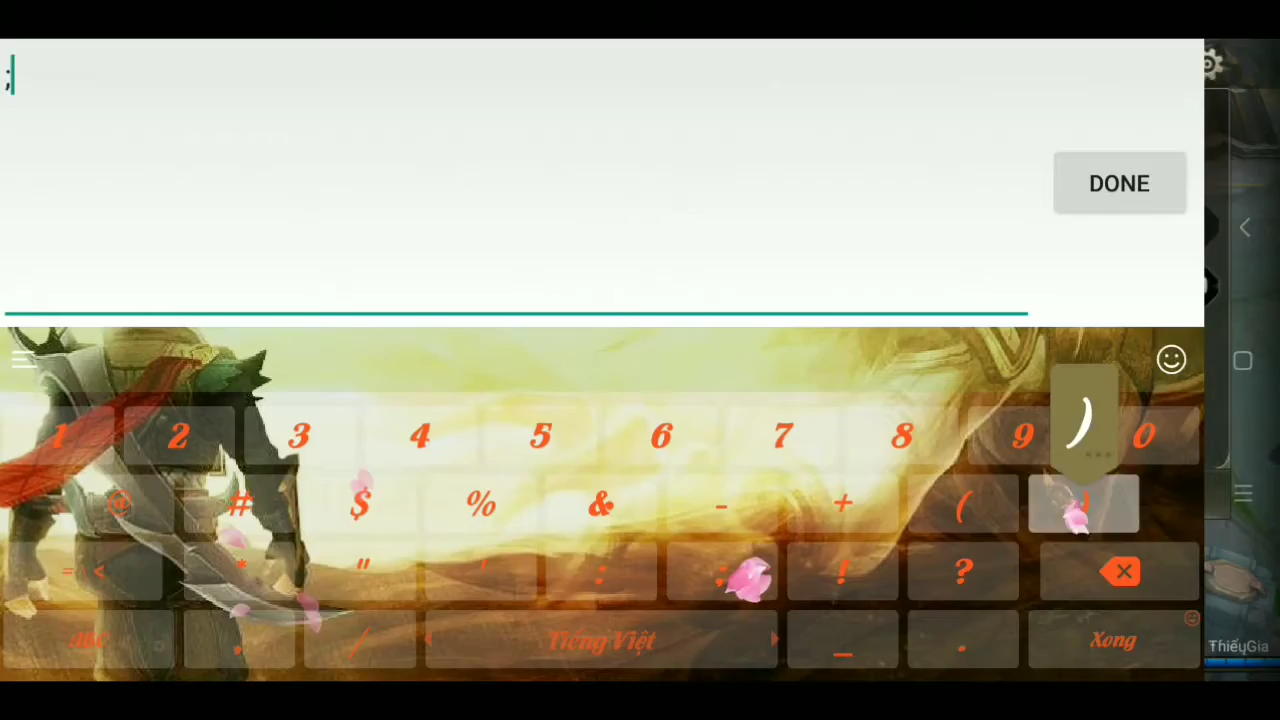 ;
DONE
)
1 2 3 4 5 6 7 8 9 0
@ # $ % & - + ( )
= \ < * " ' : ; ! ?
ABC , / Tiếng Việt _ . Xong
ThiếuGia